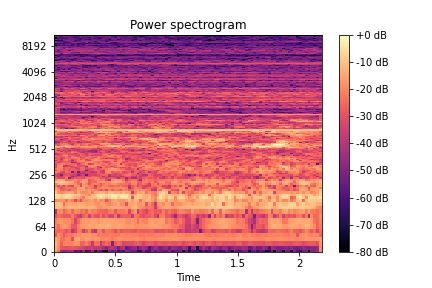 Power spectrogram
+0 dB
8192
-10 dB
4096
-20 dB
2048
-30 dB
1024
-40 dB
Hz
512
-50 dB
256
-60 dB
128
-70 dB
64
0
-80 dB
0 0.5 1 1.5 2
Time